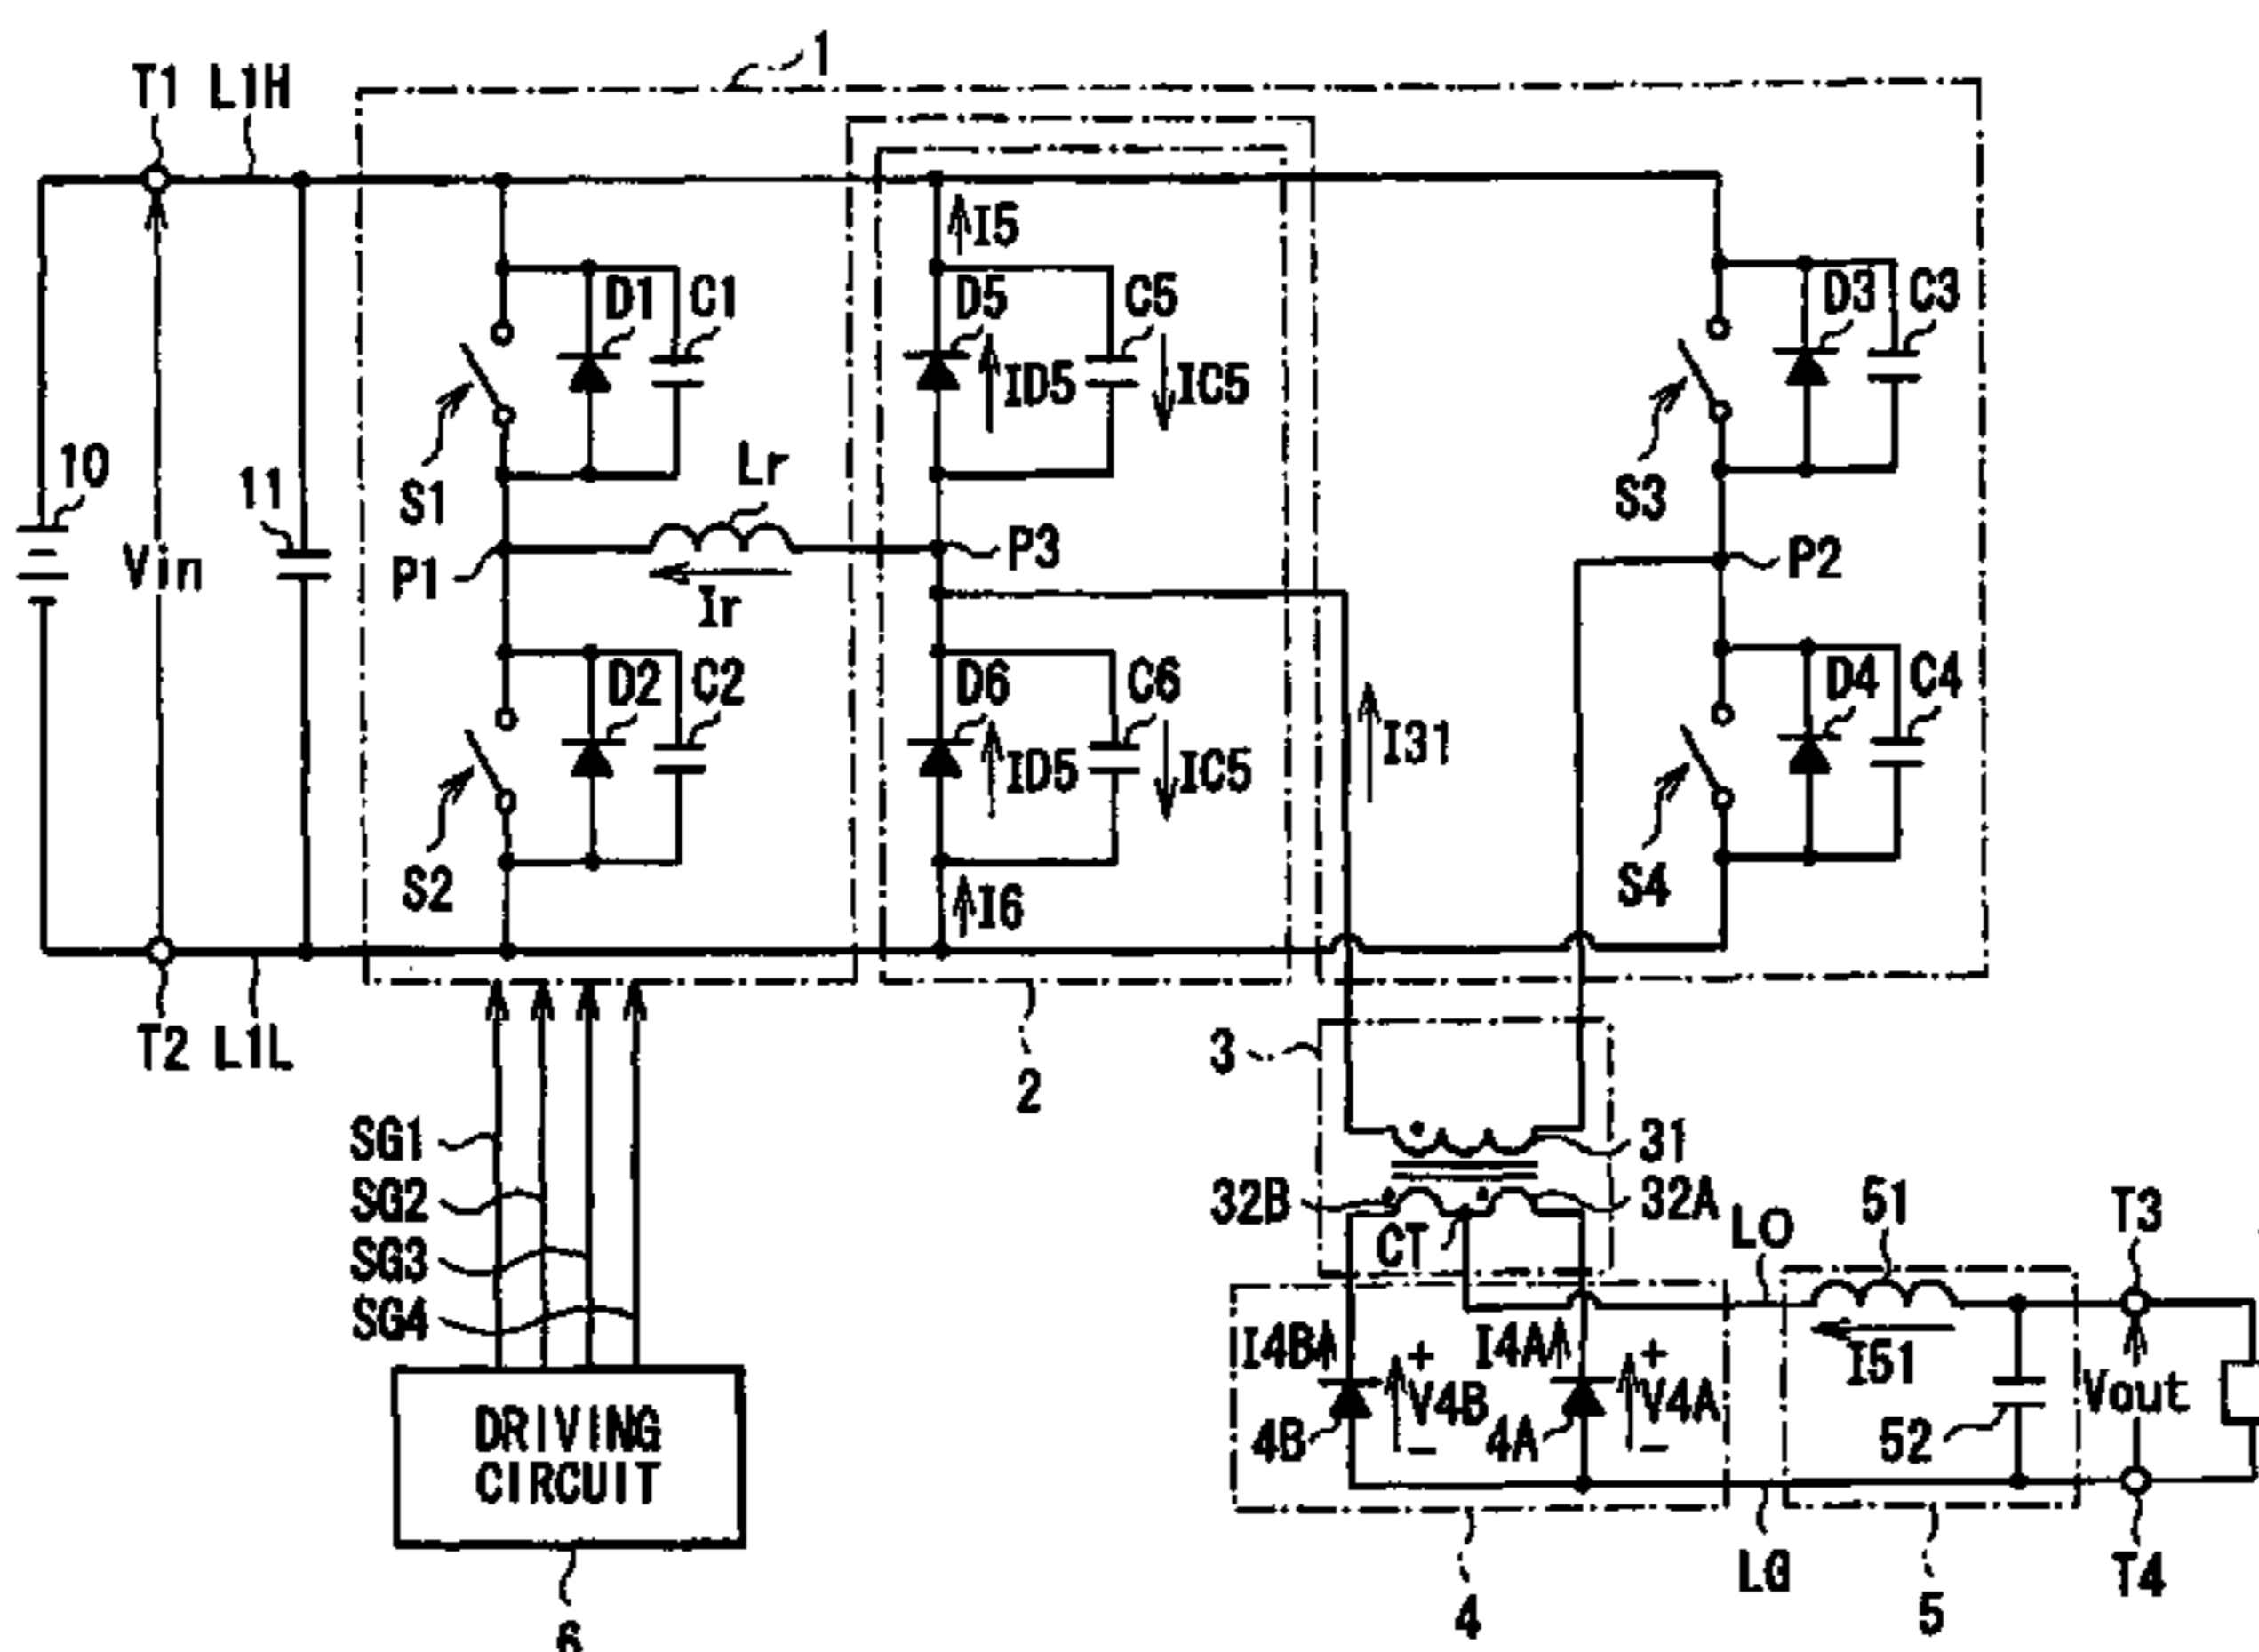 1
T1 L1H
I5
D1 C1 D5 C5 D3 C3
ID5 IC5
10 11 S1 Lr S3
Vin P1 P3 P2
Ir
D2 C2 D6 C6 D4 C4
ID5 IC5 I31
S2 I6 S4
T2 L1L 2 3
SG1 31
SG2 32B 32A
SG3 CT LO 51 T3
SG4 I4B I4A I51
+ V4B - + V4A - Vout
4B 4A 52
DRIVING
CIRCUIT
6 4 LG 5 T4